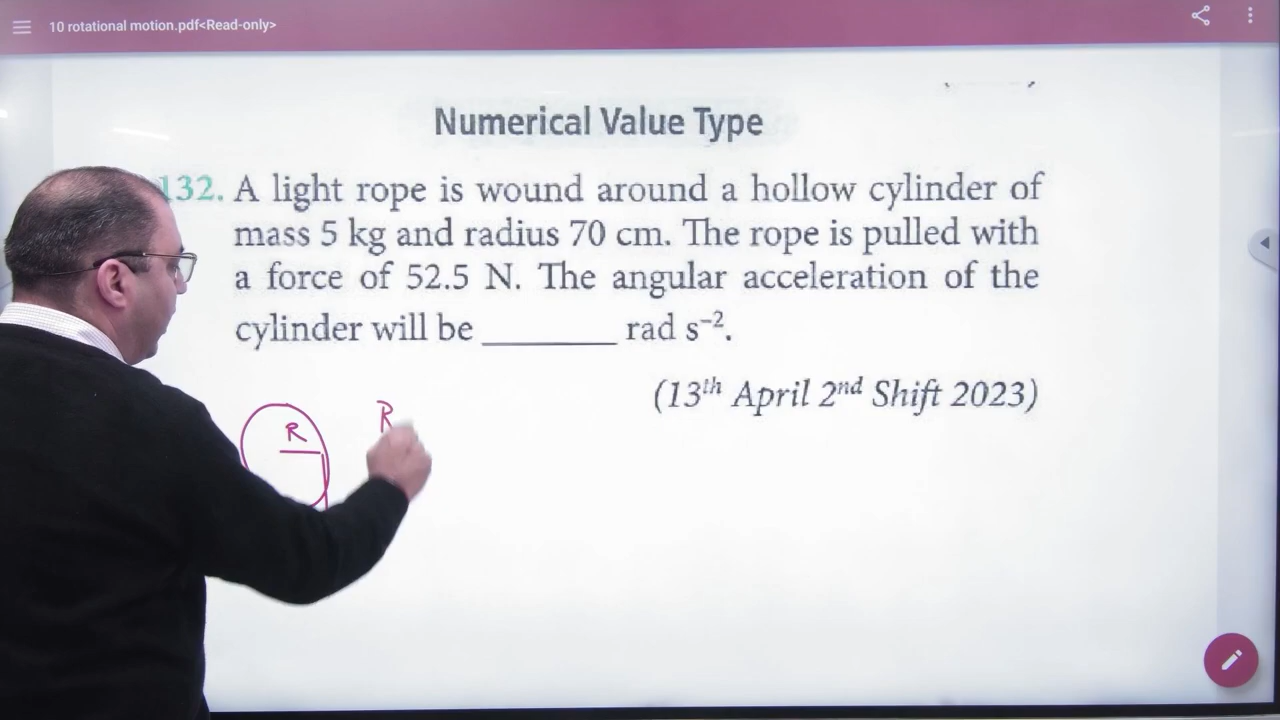 10 rotational motion.pdf<Read-only>
Numerical Value Type
132. A light rope is wound around a hollow cylinder of
mass 5 kg and radius 70 cm. The rope is pulled with
a force of 52.5 N. The angular acceleration of the
cylinder will be ________ rad s⁻².
(13ᵗʰ April 2ⁿᵈ Shift 2023)
R
R